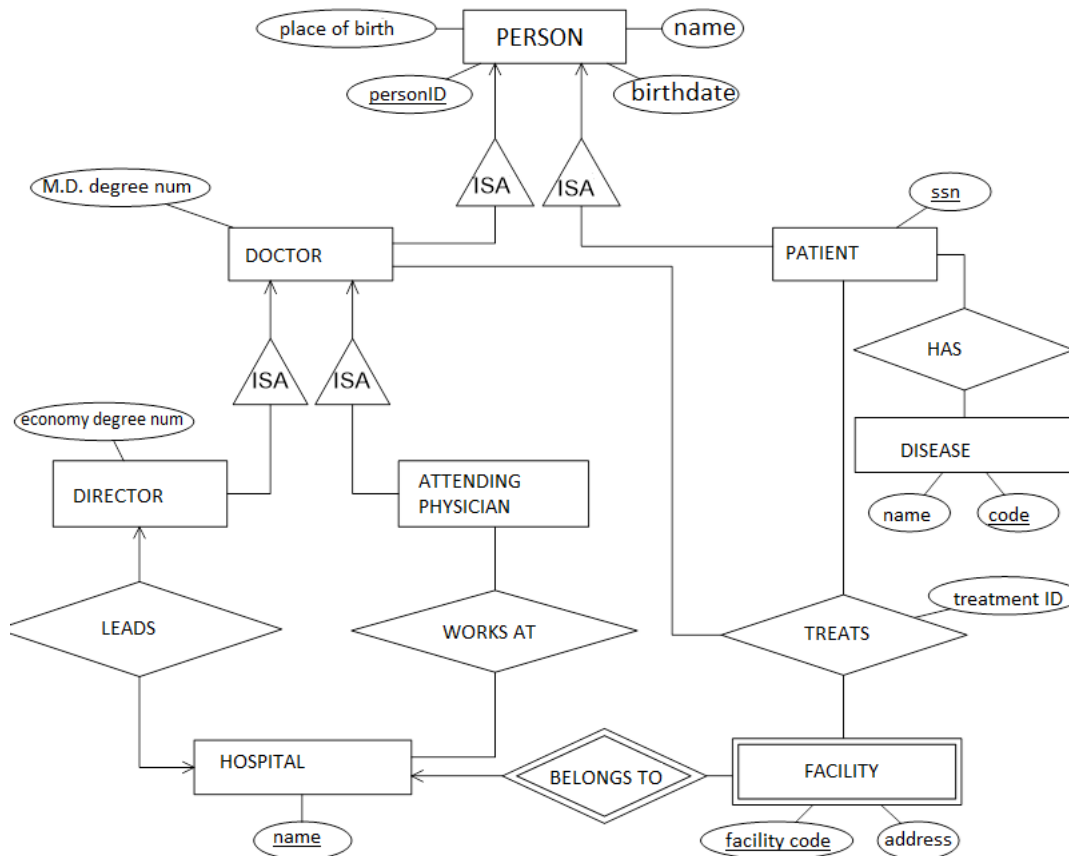 place of birth
PERSON
name
personID
birthdate
ISA
ISA
M.D. degree num
ssn
DOCTOR
PATIENT
HAS
ISA
ISA
economy degree num
DISEASE
DIRECTOR
ATTENDING
PHYSICIAN
name
code
treatment ID
LEADS
WORKS AT
TREATS
HOSPITAL
BELONGS TO
FACILITY
name
facility code
address